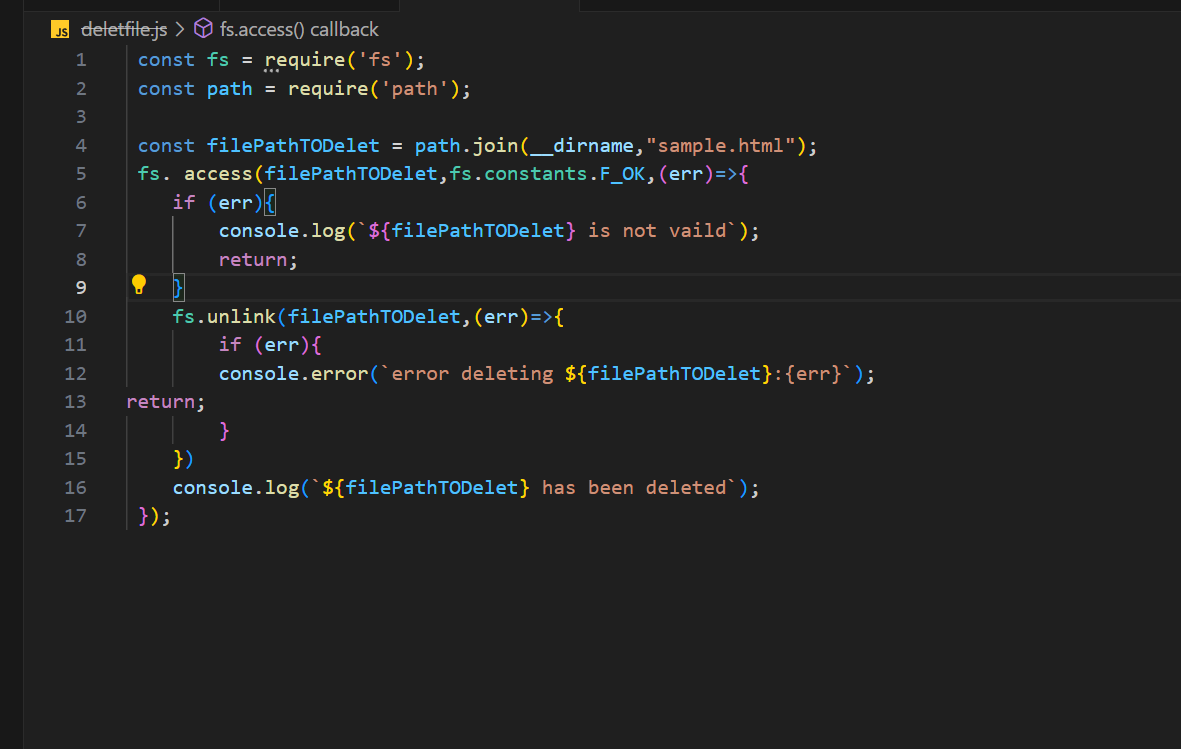 JS deletfile.js > fs.access() callback
1 const fs = require('fs');
2 const path = require('path');
3
4 const filePathTODelet = path.join(__dirname,"sample.html");
5 fs. access(filePathTODelet,fs.constants.F_OK,(err)=>{
6 if (err){
7 console.log(`${filePathTODelet} is not vaild`);
8 return;
9 }
10 fs.unlink(filePathTODelet,(err)=>{
11 if (err){
12 console.error(`error deleting ${filePathTODelet}:{err}`);
13 return;
14 }
15 })
16 console.log(`${filePathTODelet} has been deleted`);
17 });